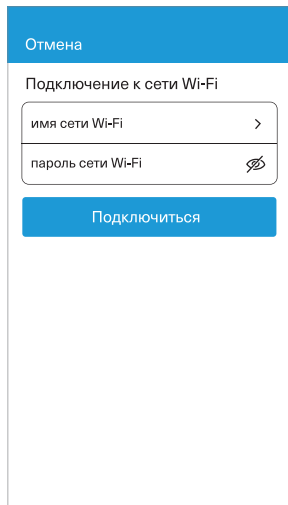 Отмена
Подключение к сети Wi-Fi
имя сети Wi-Fi
пароль сети Wi-Fi
Подключиться